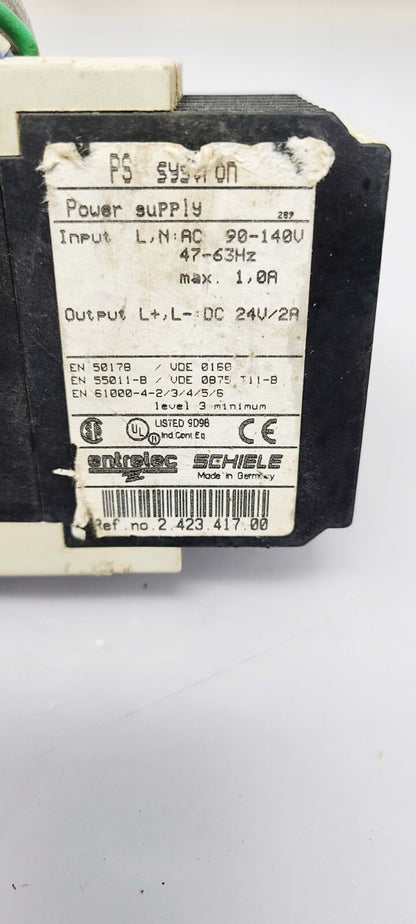 PS systron
Power supply 289
Input L,N:AC 90-140V
47-63Hz
max. 1,0A
Output L+,L-:DC 24V/2A
EN 50178 / VDE 0160
EN 55011-B / VDE 0875 T11-B
EN 61000-4-2/3/4/5/6
level 3 minimum
UL LISTED 9D98
Ind.Cont.Eq.
CE
entrelec SCHIELE
Made in Germany
Ref.no.2.423.417.00